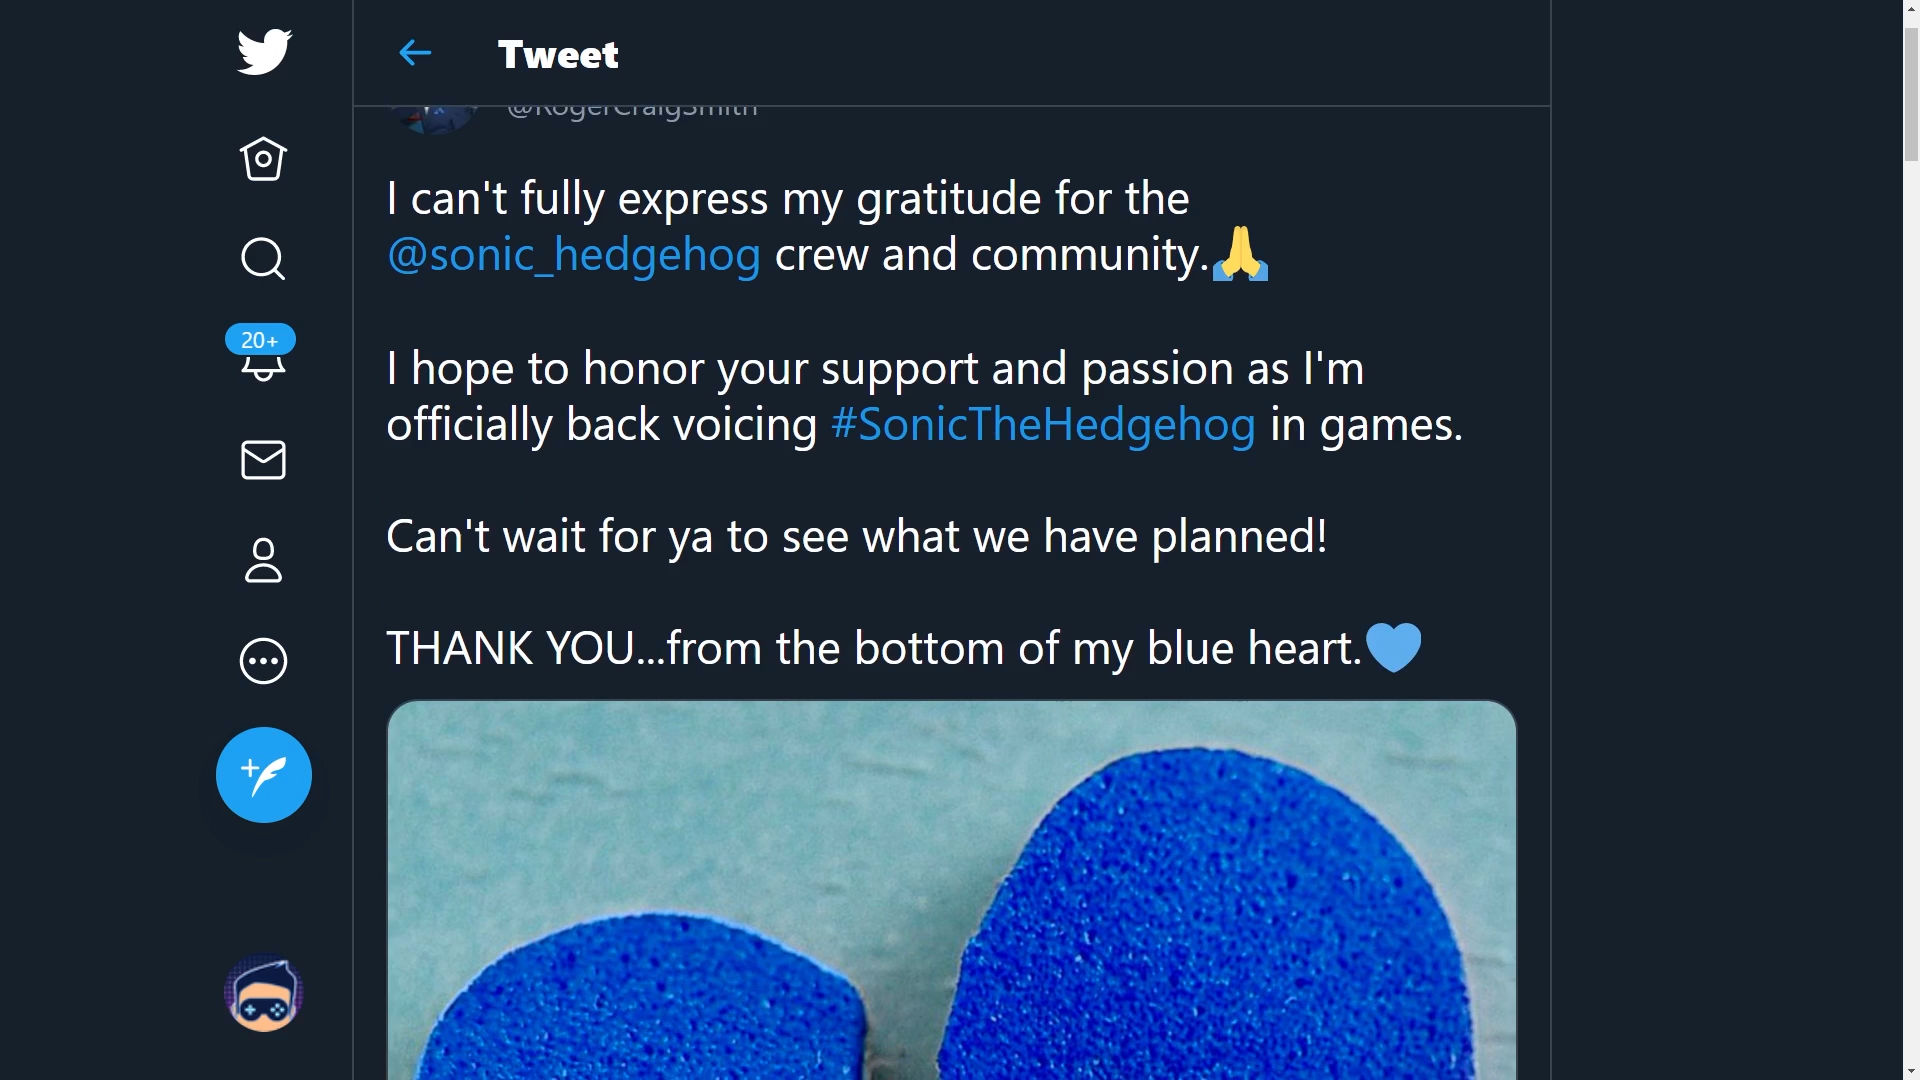 Tweet
@RogerCraigSmith
I can't fully express my gratitude for the
@sonic_hedgehog crew and community.🙏
20+
I hope to honor your support and passion as I'm
officially back voicing #SonicTheHedgehog in games.
Can't wait for ya to see what we have planned!
THANK YOU...from the bottom of my blue heart.💙